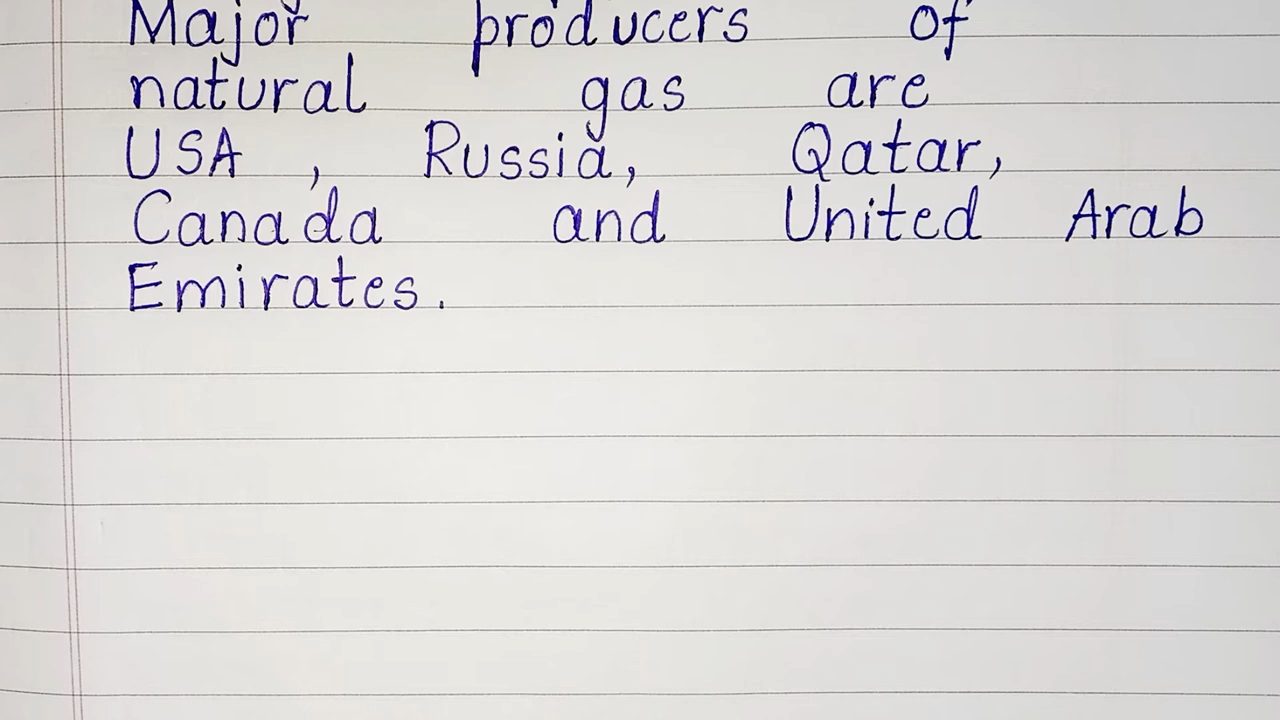 Major producers of
natural gas are
USA , Russia, Qatar,
Canada and United Arab
Emirates.